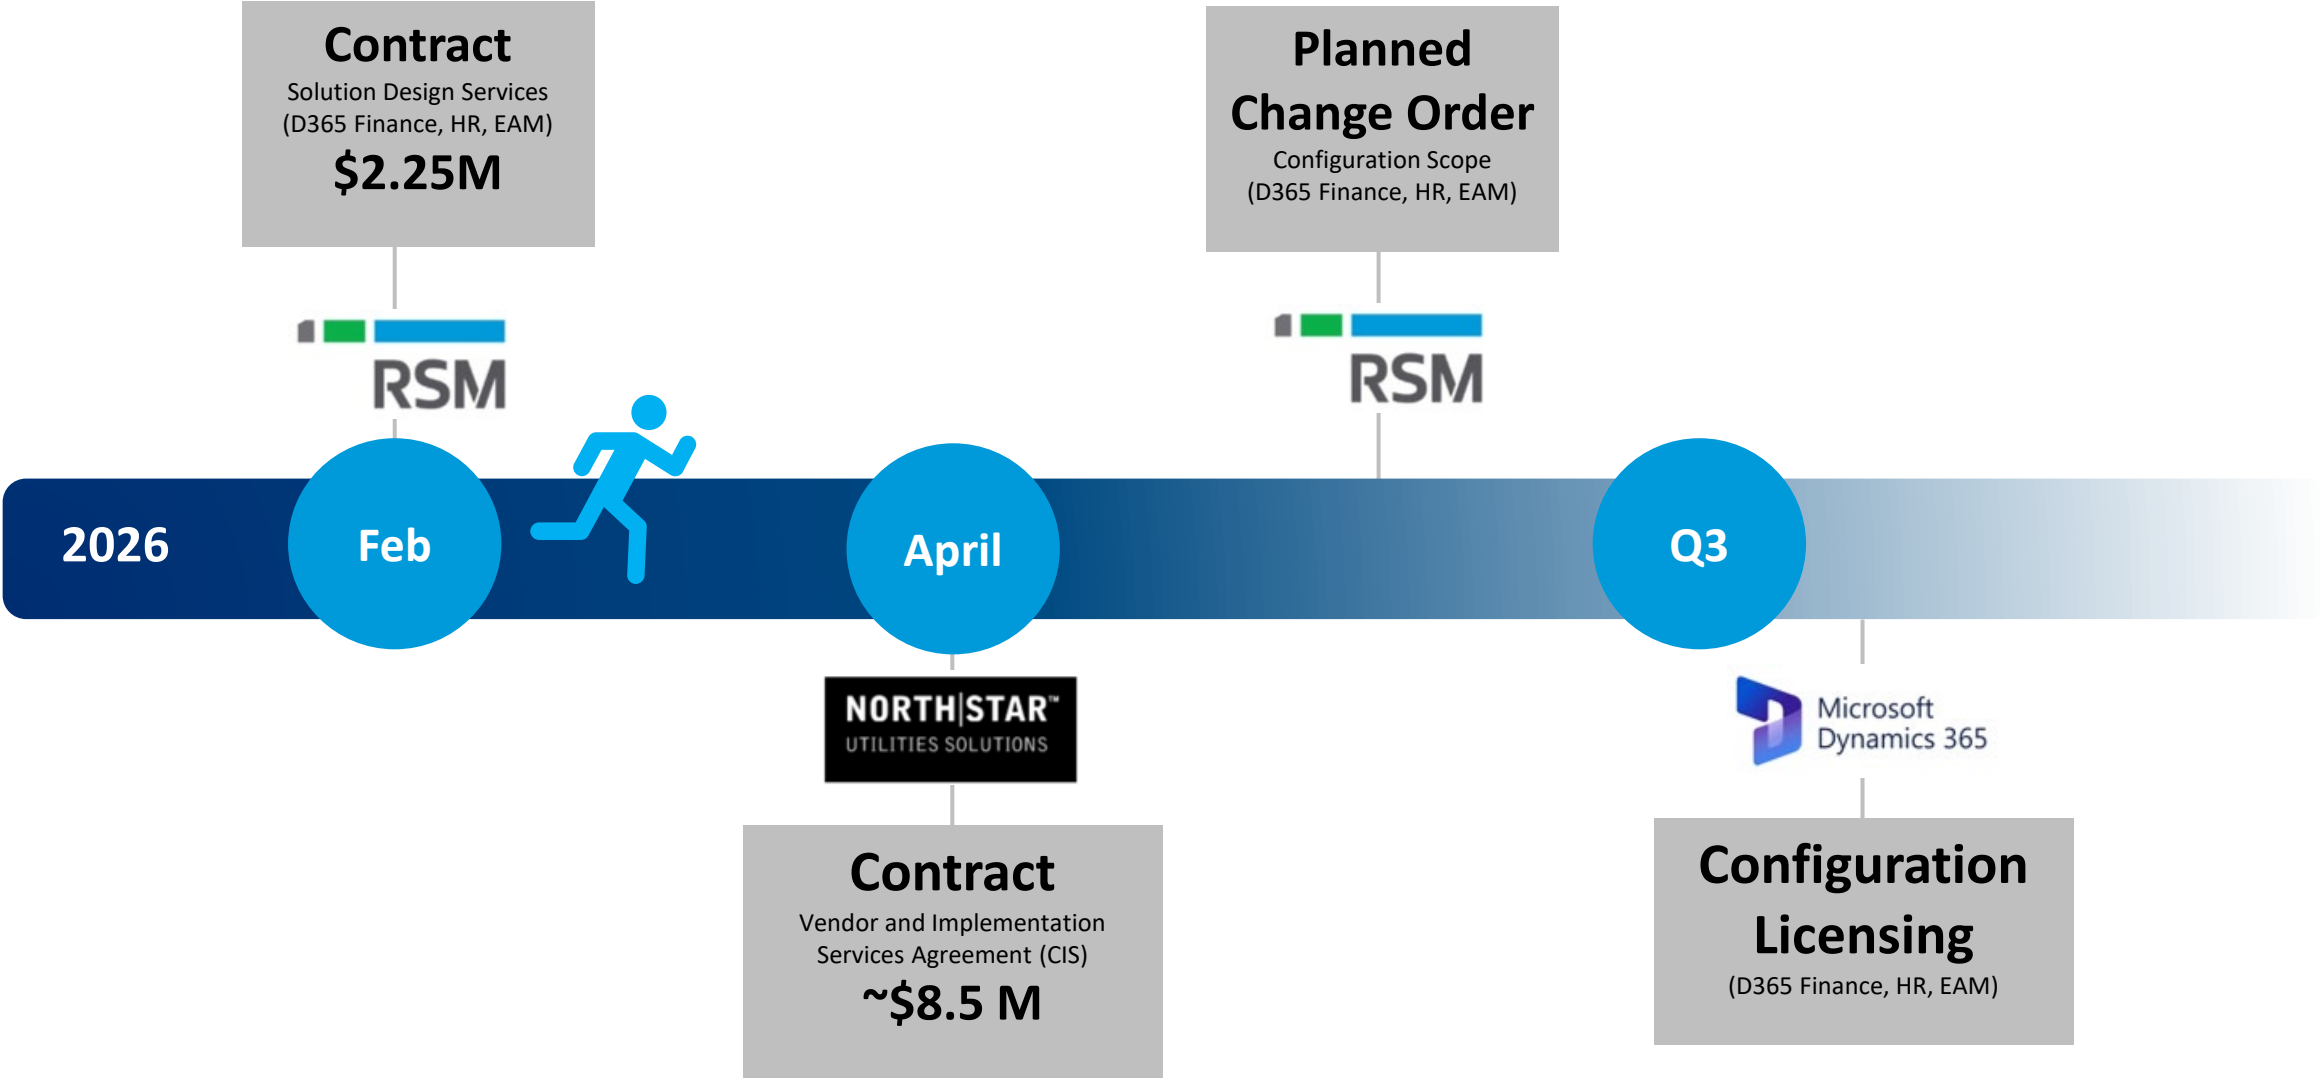 Contract
Solution Design Services
(D365 Finance, HR, EAM)
$2.25M
Planned
Change Order
Configuration Scope
(D365 Finance, HR, EAM)
RSM
RSM
2026
Feb
April
Q3
NORTH|STAR™
UTILITIES SOLUTIONS
Microsoft
Dynamics 365
Contract
Vendor and Implementation
Services Agreement (CIS)
~$8.5 M
Configuration
Licensing
(D365 Finance, HR, EAM)